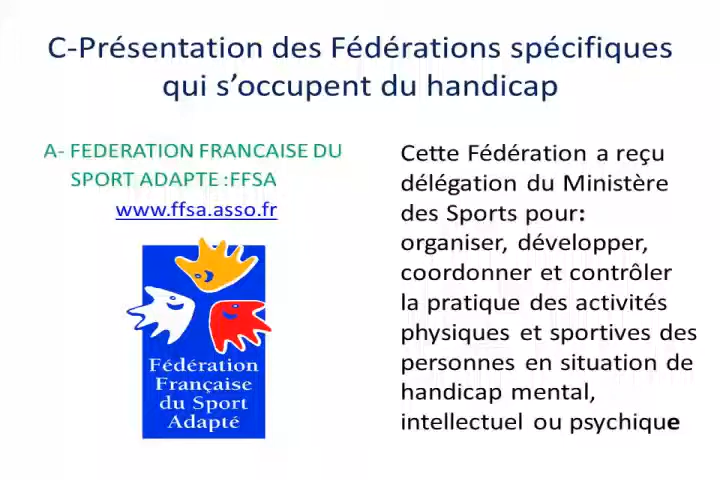 C-Présentation des Fédérations spécifiques
qui s’occupent du handicap
A- FEDERATION FRANCAISE DU
SPORT ADAPTE :FFSA
www.ffsa.asso.fr
Fédération
Française
du Sport
Adapté
Cette Fédération a reçu
délégation du Ministère
des Sports pour:
organiser, développer,
coordonner et contrôler
la pratique des activités
physiques et sportives des
personnes en situation de
handicap mental,
intellectuel ou psychique